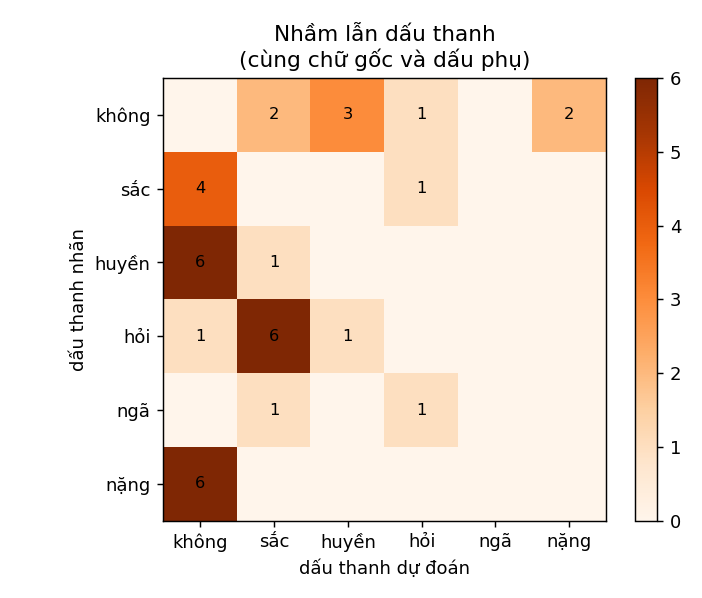 Nhầm lẫn dấu thanh
(cùng chữ gốc và dấu phụ)
không 2 3 1 2
sắc 4 1
huyền 6 1
hỏi 1 6 1
ngã 1 1
nặng 6
không sắc huyền hỏi ngã nặng
dấu thanh dự đoán
dấu thanh nhãn
6
5
4
3
2
1
0